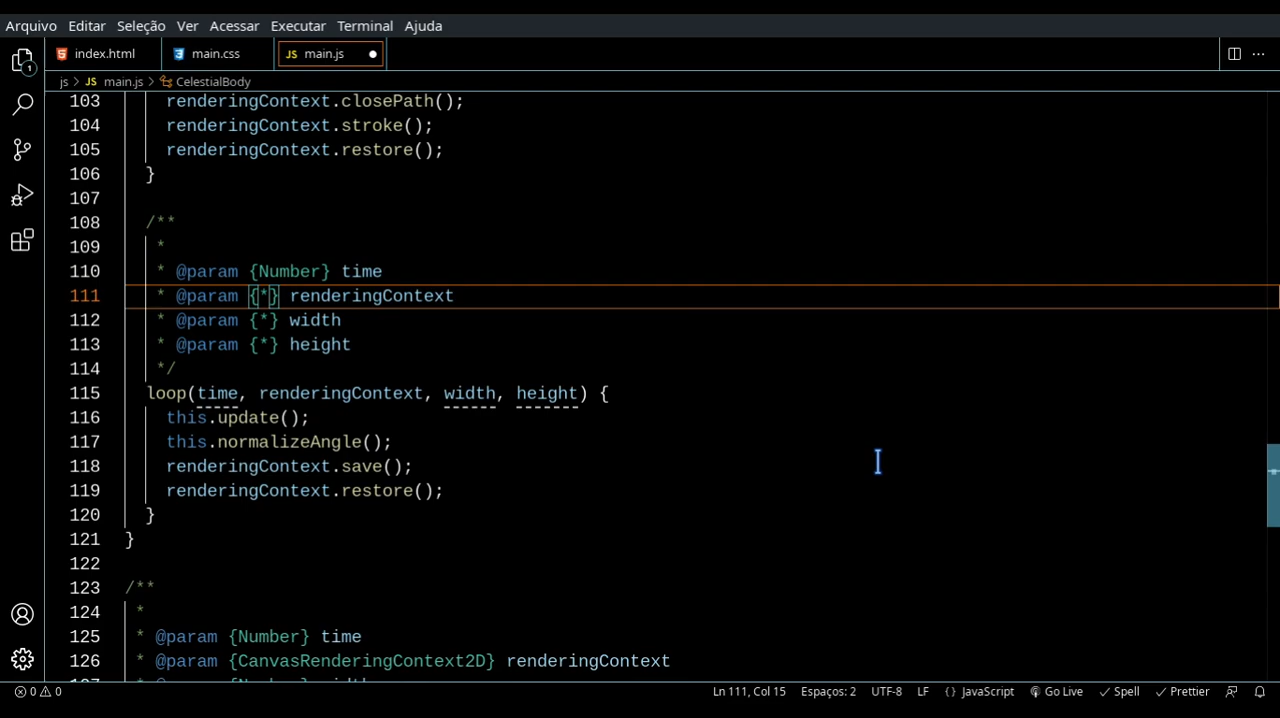 Arquivo Editar Seleção Ver Acessar Executar Terminal Ajuda
1
index.html
main.css
JS main.js
js > JS main.js > CelestialBody
103 renderingContext.closePath();
104 renderingContext.stroke();
105 renderingContext.restore();
106 }
107
108 /**
109 *
110 * @param {Number} time
111 * @param {*} renderingContext
112 * @param {*} width
113 * @param {*} height
114 */
115 loop(time, renderingContext, width, height) {
116 this.update();
117 this.normalizeAngle();
118 renderingContext.save();
119 renderingContext.restore();
120 }
121 }
122
123 /**
124 *
125 * @param {Number} time
126 * @param {CanvasRenderingContext2D} renderingContext
0 0 Ln 111, Col 15 Espaços: 2 UTF-8 LF {} JavaScript Go Live Spell Prettier